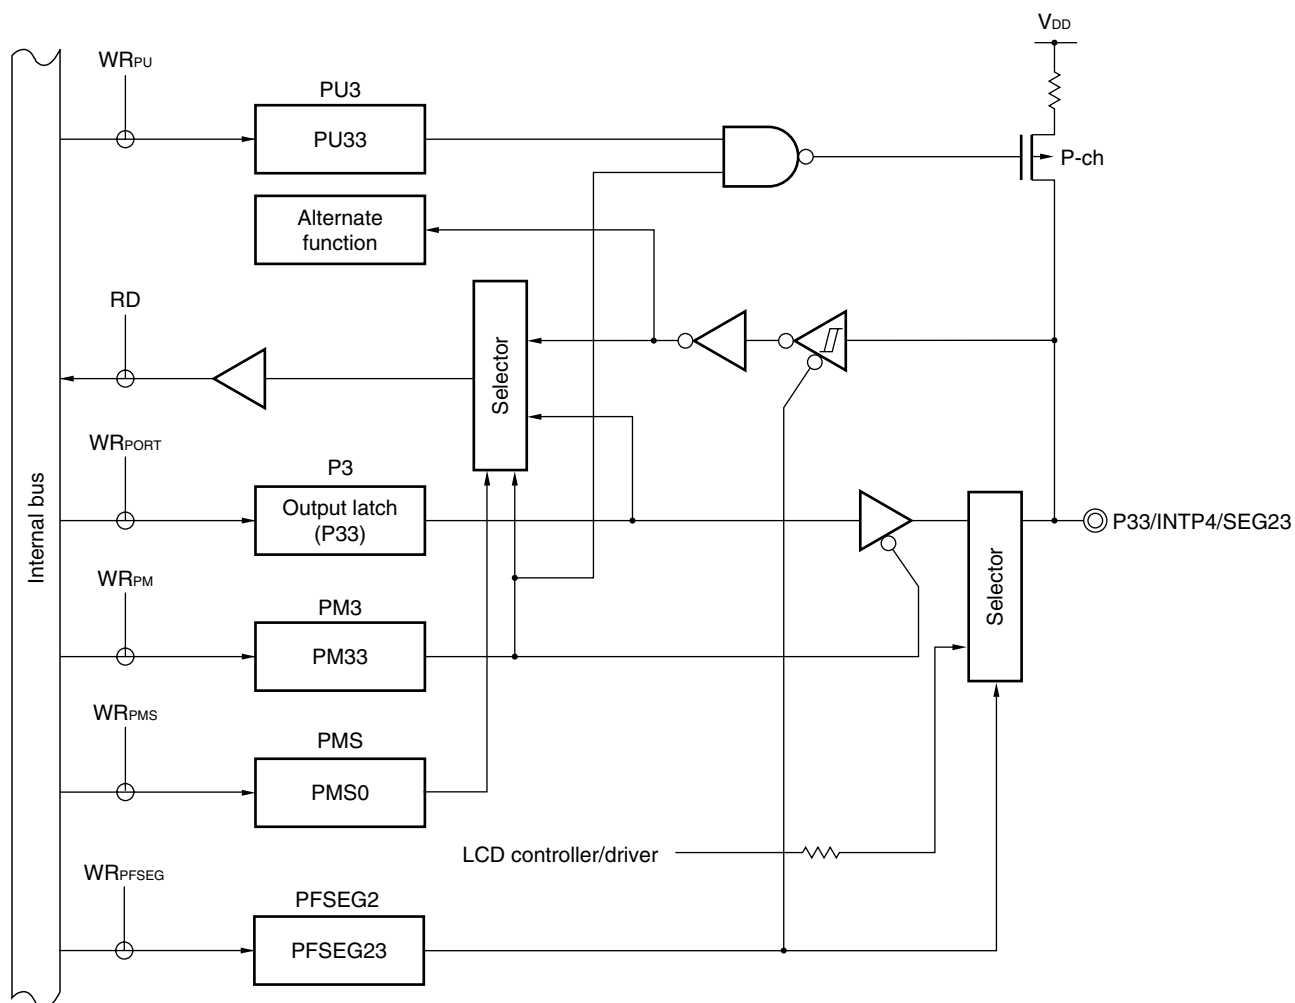 VDD
WRPU
PU3
PU33
P-ch
Alternate
function
RD
Selector
WRPORT
P3
Output latch
(P33)
P33/INTP4/SEG23
Internal bus
WRPM
PM3
PM33
Selector
WRPMS
PMS
PMS0
LCD controller/driver
WRPFSEG
PFSEG2
PFSEG23